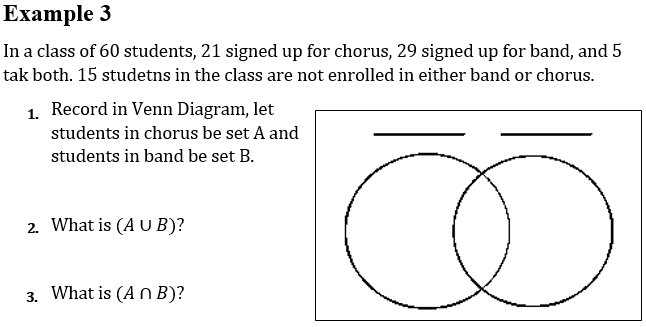 Example 3
In a class of 60 students, 21 signed up for chorus, 29 signed up for band, and 5
tak both. 15 studetns in the class are not enrolled in either band or chorus.
1. Record in Venn Diagram, let
students in chorus be set A and
students in band be set B.
2. What is (A ∪ B)?
3. What is (A ∩ B)?